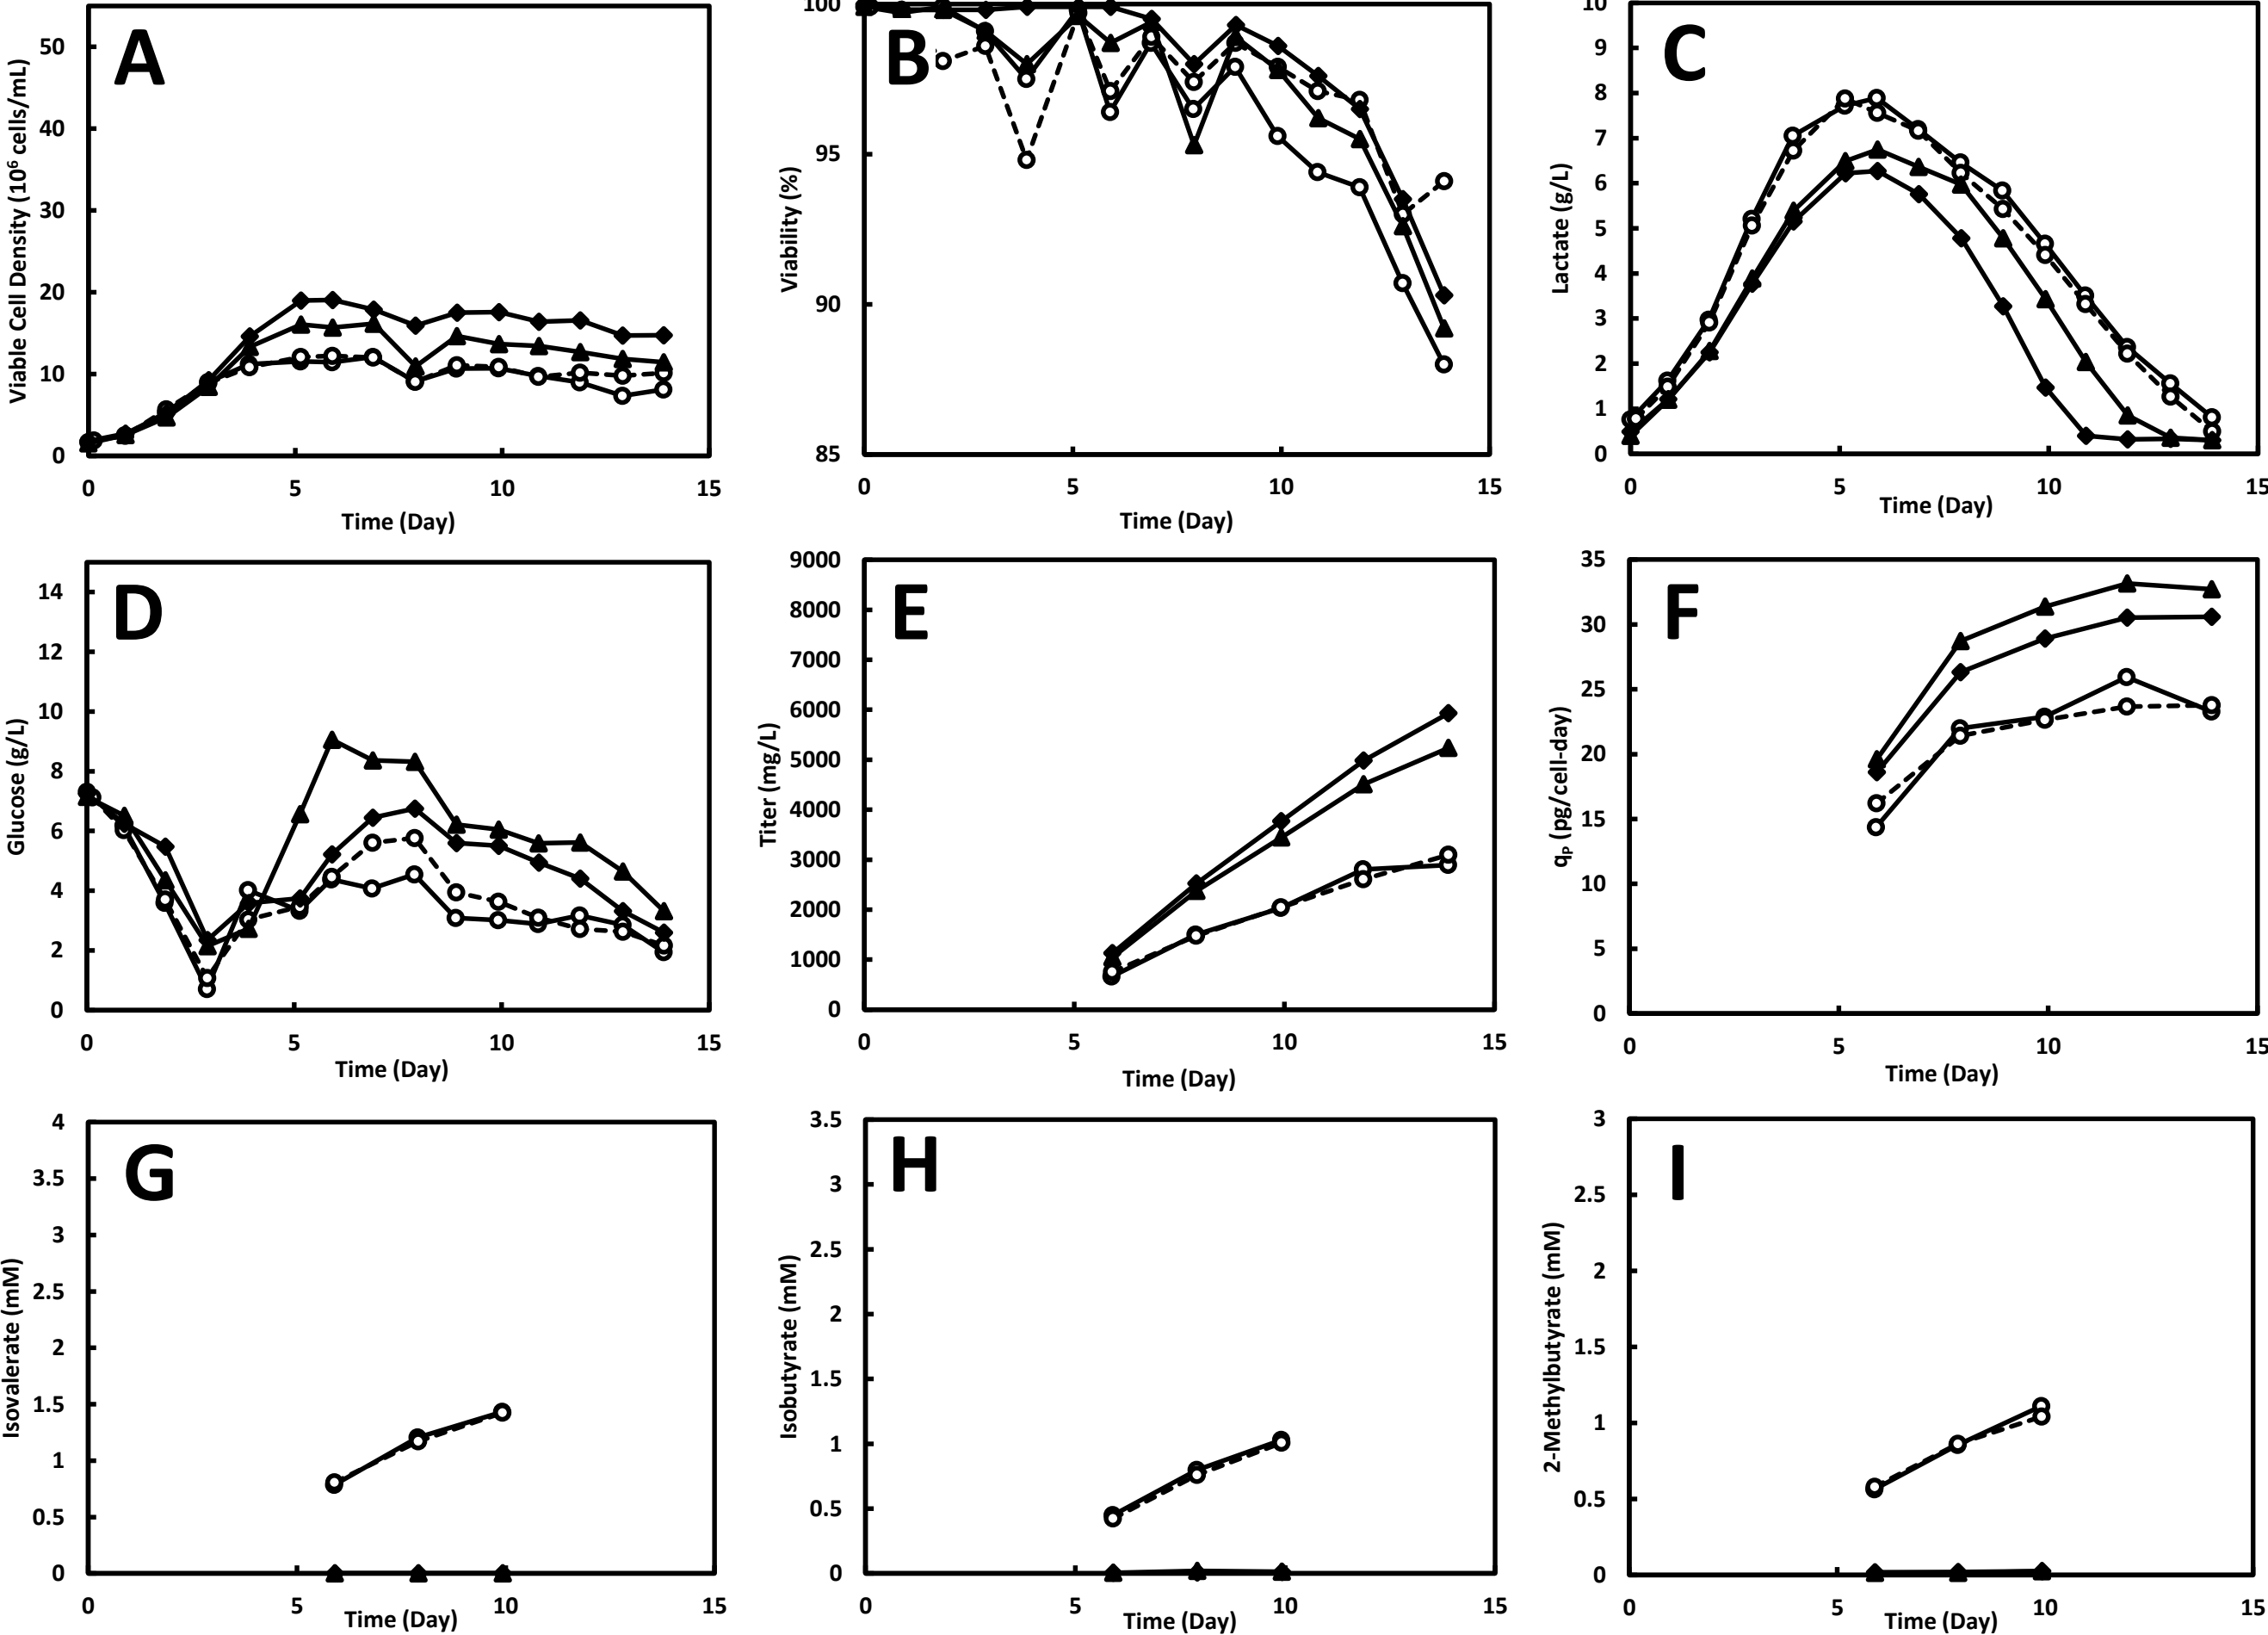 A
Viable Cell Density (10⁶ cells/mL)
50
40
30
20
10
0
0 5 10 15
Time (Day)
B
Viability (%)
100
95
90
85
0 5 10 15
Time (Day)
C
Lactate (g/L)
10
9
8
7
6
5
4
3
2
1
0
0 5 10 15
Time (Day)
D
Glucose (g/L)
14
12
10
8
6
4
2
0
0 5 10 15
Time (Day)
E
Titer (mg/L)
9000
8000
7000
6000
5000
4000
3000
2000
1000
0
0 5 10 15
Time (Day)
F
qₚ (pg/cell-day)
35
30
25
20
15
10
5
0
0 5 10 15
Time (Day)
G
Isovalerate (mM)
4
3.5
3
2.5
2
1.5
1
0.5
0
0 5 10 15
Time (Day)
H
Isobutyrate (mM)
3.5
3
2.5
2
1.5
1
0.5
0
0 5 10 15
Time (Day)
I
2-Methylbutyrate (mM)
3
2.5
2
1.5
1
0.5
0
0 5 10 15
Time (Day)